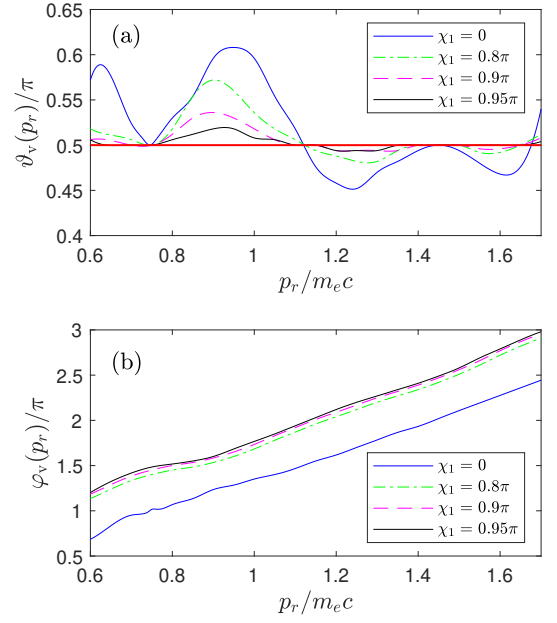 (a)
χ₁ = 0
χ₁ = 0.8π
χ₁ = 0.9π
χ₁ = 0.95π
0.65
0.6
0.55
0.5
0.45
0.4
ϑᵥ(pᵣ)/π
0.6 0.8 1 1.2 1.4 1.6
pᵣ/mₑc
(b)
3
2.5
2
1.5
1
0.5
φᵥ(pᵣ)/π
χ₁ = 0
χ₁ = 0.8π
χ₁ = 0.9π
χ₁ = 0.95π
0.6 0.8 1 1.2 1.4 1.6
pᵣ/mₑc